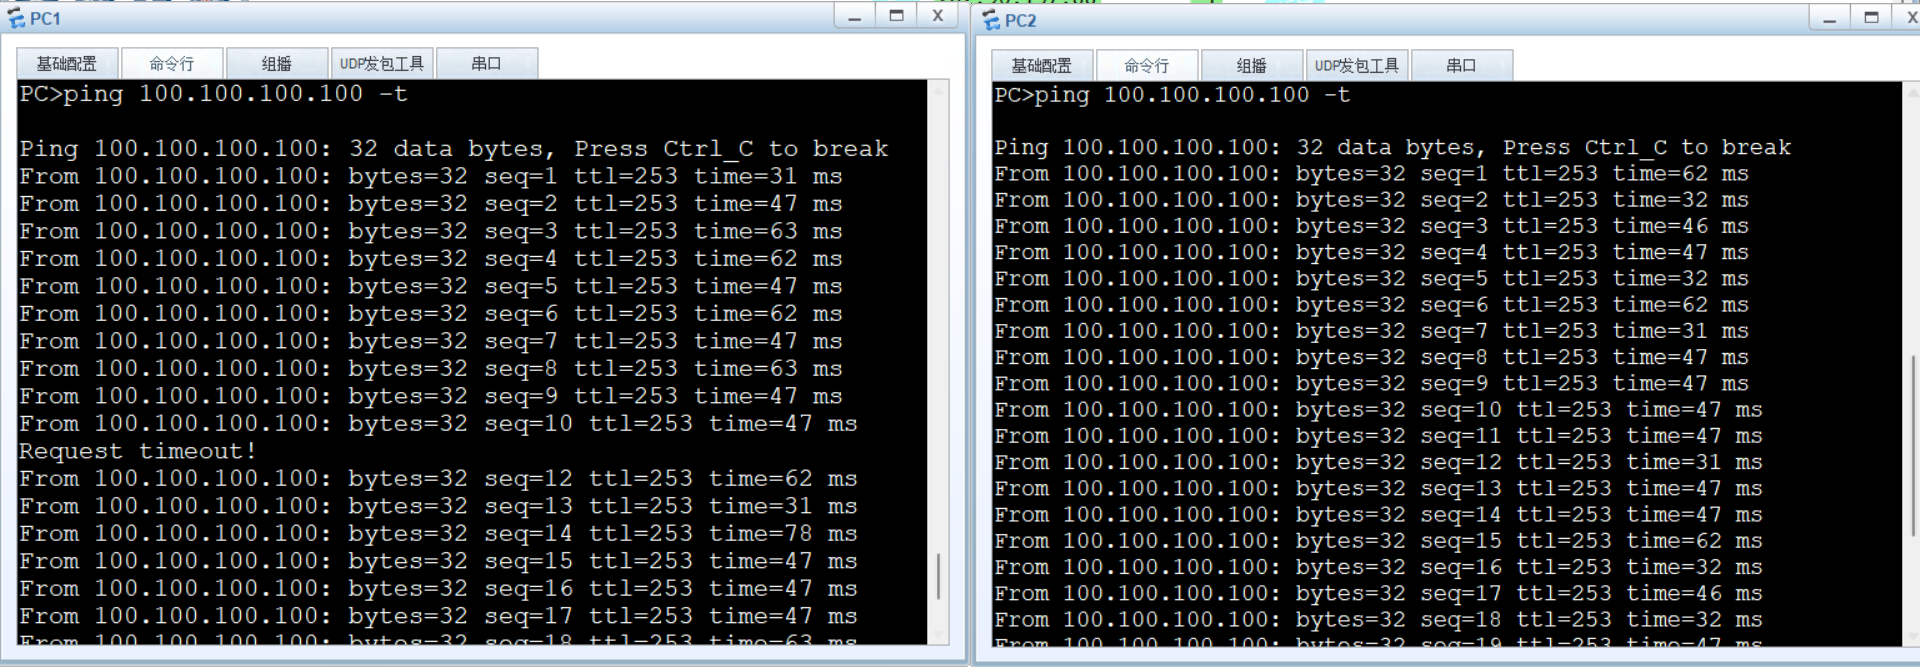 PC1
基础配置
命令行
组播
UDP发包工具
串口
PC>ping 100.100.100.100 -t
Ping 100.100.100.100: 32 data bytes, Press Ctrl_C to break
From 100.100.100.100: bytes=32 seq=1 ttl=253 time=31 ms
From 100.100.100.100: bytes=32 seq=2 ttl=253 time=47 ms
From 100.100.100.100: bytes=32 seq=3 ttl=253 time=63 ms
From 100.100.100.100: bytes=32 seq=4 ttl=253 time=62 ms
From 100.100.100.100: bytes=32 seq=5 ttl=253 time=47 ms
From 100.100.100.100: bytes=32 seq=6 ttl=253 time=62 ms
From 100.100.100.100: bytes=32 seq=7 ttl=253 time=47 ms
From 100.100.100.100: bytes=32 seq=8 ttl=253 time=63 ms
From 100.100.100.100: bytes=32 seq=9 ttl=253 time=47 ms
From 100.100.100.100: bytes=32 seq=10 ttl=253 time=47 ms
Request timeout!
From 100.100.100.100: bytes=32 seq=12 ttl=253 time=62 ms
From 100.100.100.100: bytes=32 seq=13 ttl=253 time=31 ms
From 100.100.100.100: bytes=32 seq=14 ttl=253 time=78 ms
From 100.100.100.100: bytes=32 seq=15 ttl=253 time=47 ms
From 100.100.100.100: bytes=32 seq=16 ttl=253 time=47 ms
From 100.100.100.100: bytes=32 seq=17 ttl=253 time=47 ms
From 100.100.100.100: bytes=32 seq=18 ttl=253 time=63 ms
PC2
基础配置
命令行
组播
UDP发包工具
串口
PC>ping 100.100.100.100 -t
Ping 100.100.100.100: 32 data bytes, Press Ctrl_C to break
From 100.100.100.100: bytes=32 seq=1 ttl=253 time=62 ms
From 100.100.100.100: bytes=32 seq=2 ttl=253 time=32 ms
From 100.100.100.100: bytes=32 seq=3 ttl=253 time=46 ms
From 100.100.100.100: bytes=32 seq=4 ttl=253 time=47 ms
From 100.100.100.100: bytes=32 seq=5 ttl=253 time=32 ms
From 100.100.100.100: bytes=32 seq=6 ttl=253 time=62 ms
From 100.100.100.100: bytes=32 seq=7 ttl=253 time=31 ms
From 100.100.100.100: bytes=32 seq=8 ttl=253 time=47 ms
From 100.100.100.100: bytes=32 seq=9 ttl=253 time=47 ms
From 100.100.100.100: bytes=32 seq=10 ttl=253 time=47 ms
From 100.100.100.100: bytes=32 seq=11 ttl=253 time=47 ms
From 100.100.100.100: bytes=32 seq=12 ttl=253 time=31 ms
From 100.100.100.100: bytes=32 seq=13 ttl=253 time=47 ms
From 100.100.100.100: bytes=32 seq=14 ttl=253 time=47 ms
From 100.100.100.100: bytes=32 seq=15 ttl=253 time=62 ms
From 100.100.100.100: bytes=32 seq=16 ttl=253 time=32 ms
From 100.100.100.100: bytes=32 seq=17 ttl=253 time=46 ms
From 100.100.100.100: bytes=32 seq=18 ttl=253 time=32 ms
From 100.100.100.100: bytes=32 seq=19 ttl=253 time=47 ms